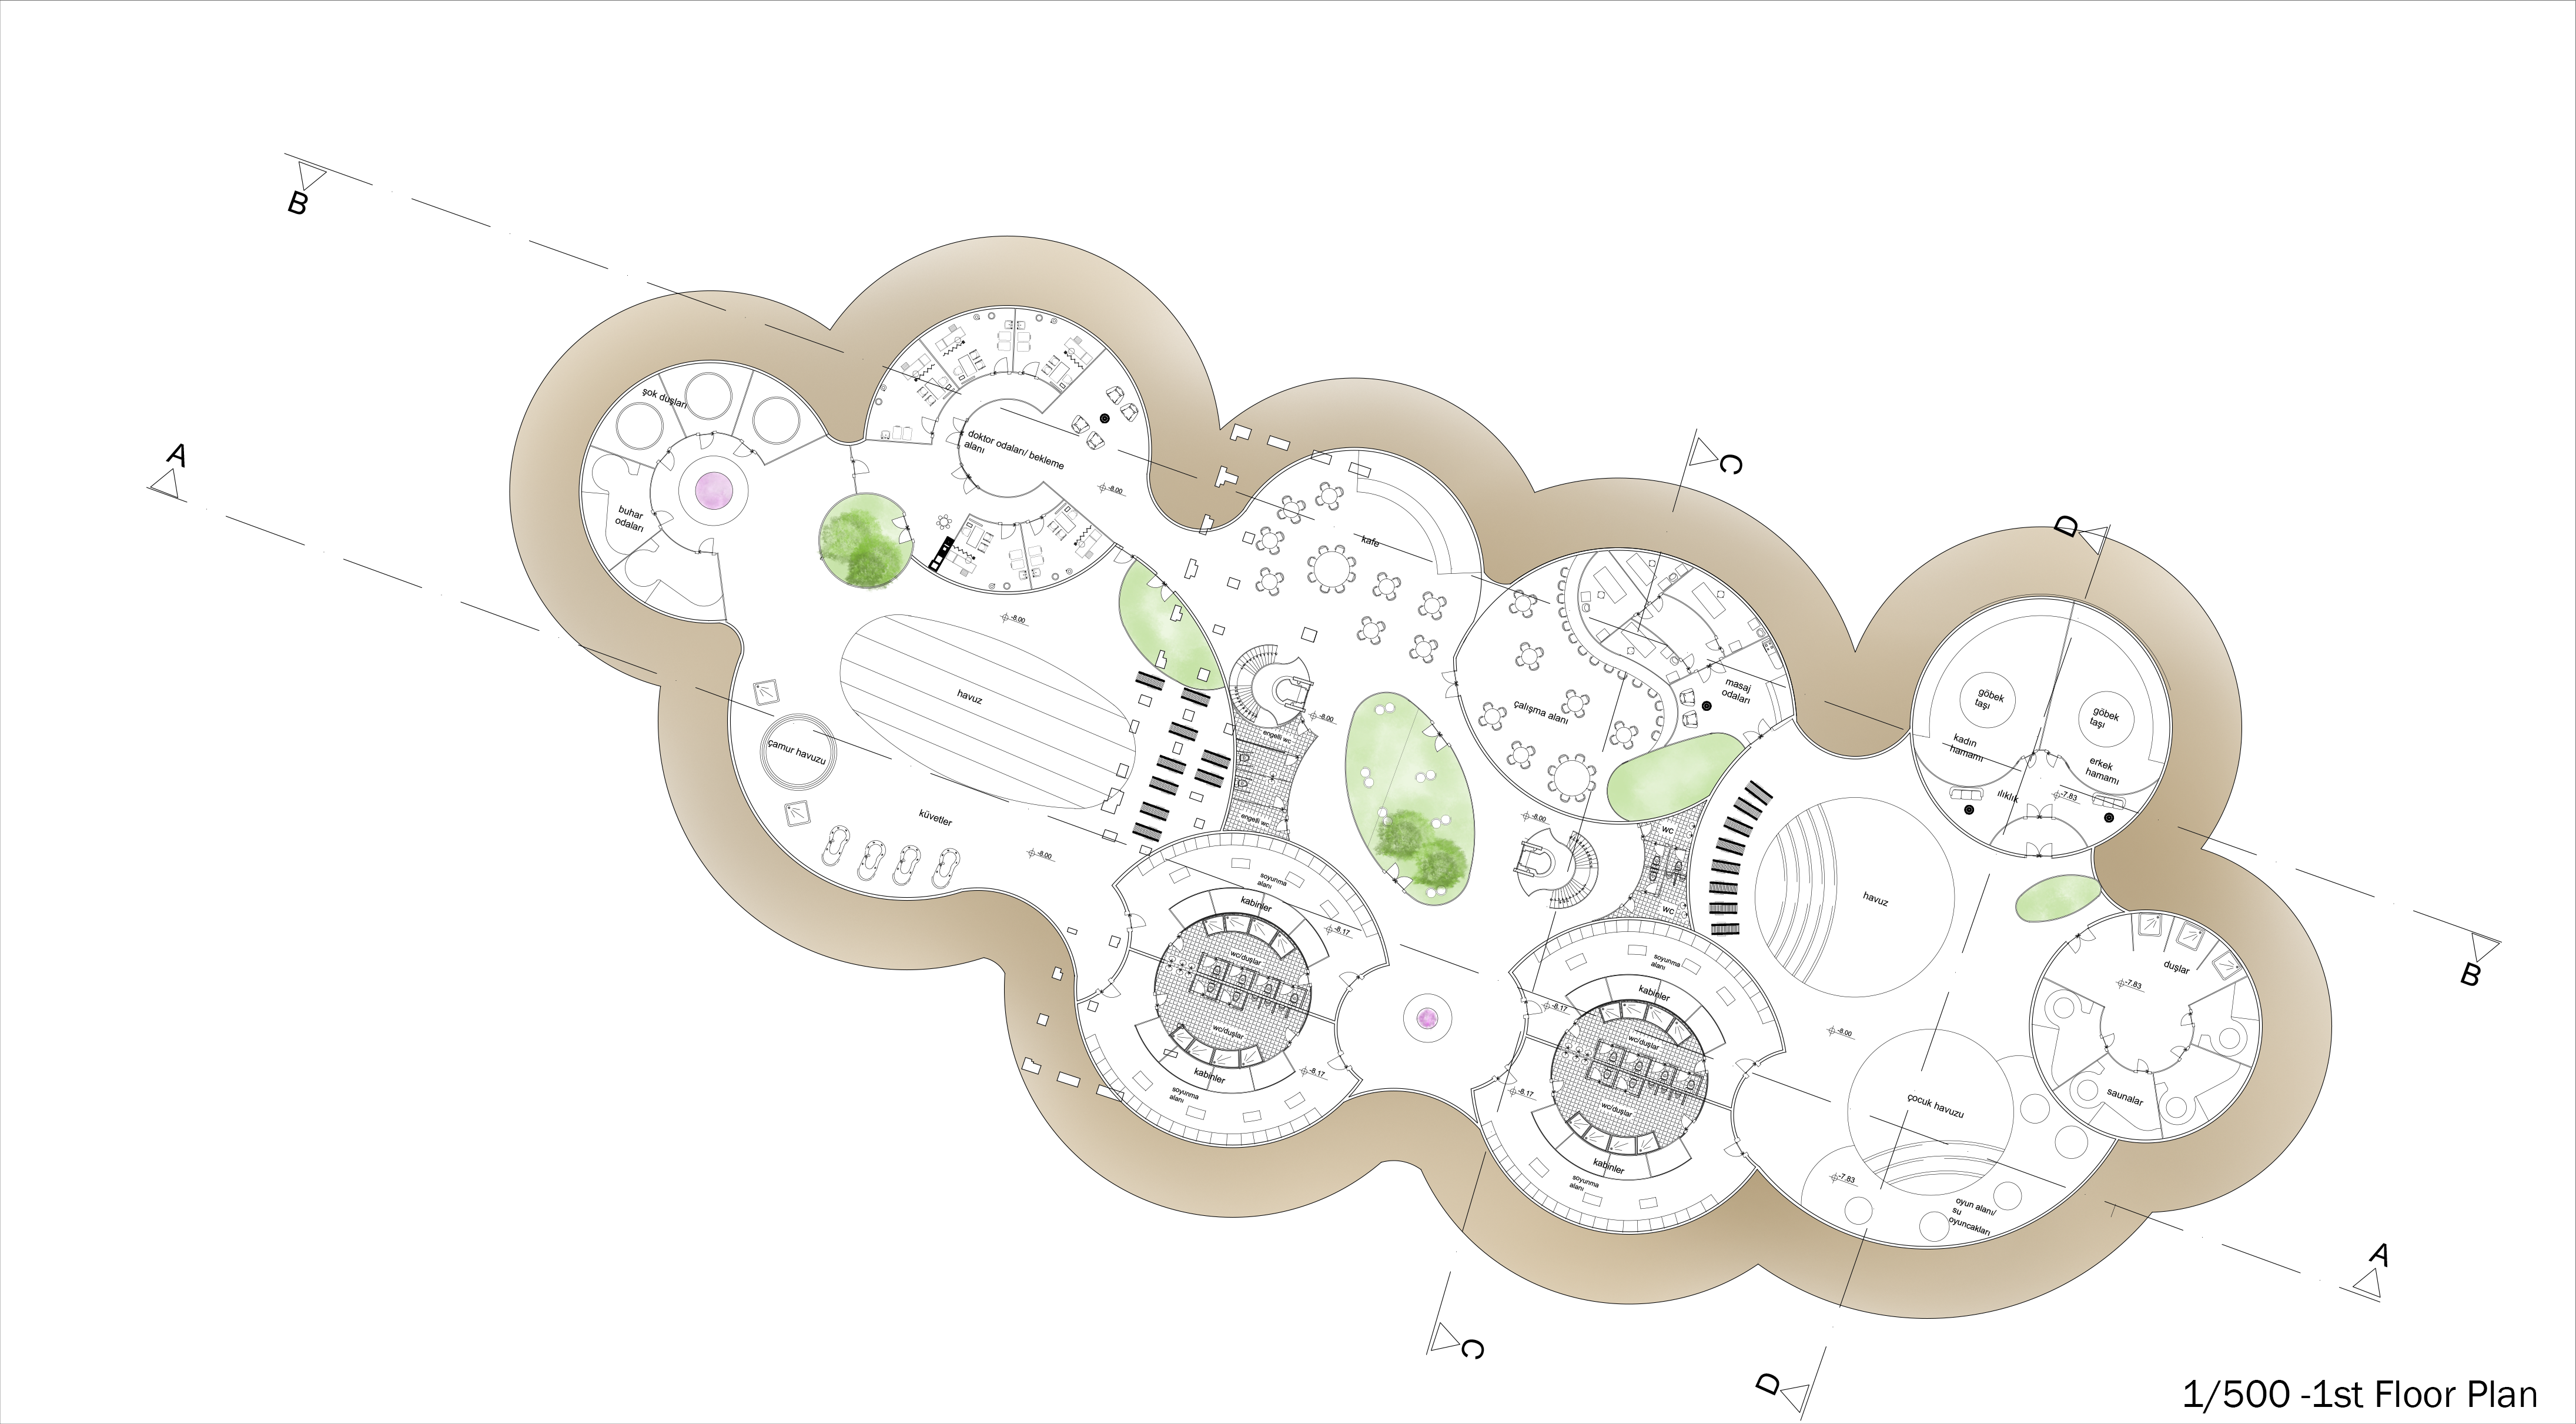 B
A
şok duşları
buhar
odaları
doktor odaları/ bekleme
alanı
-8.00
-8.00
havuz
çamur havuzu
küvetler
-8.00
kafe
-8.00
engelli wc
engelli wc
C
çalışma alanı
masaj
odaları
-8.00
wc
wc
D
göbek
taşı
göbek
taşı
kadın
hamamı
erkek
hamamı
ılıklık
-7.83
havuz
soyunma
alanı
kabinler
-8.17
wc/duşlar
wc/duşlar
kabinler
-8.17
soyunma
alanı
soyunma
alanı
kabinler
-8.17
wc/duşlar
wc/duşlar
-8.17
kabinler
soyunma
alanı
-8.00
çocuk havuzu
-7.83
oyun alanı/
su
oyuncakları
duşlar
-7.83
saunalar
B
A
C
D
1/500 -1st Floor Plan